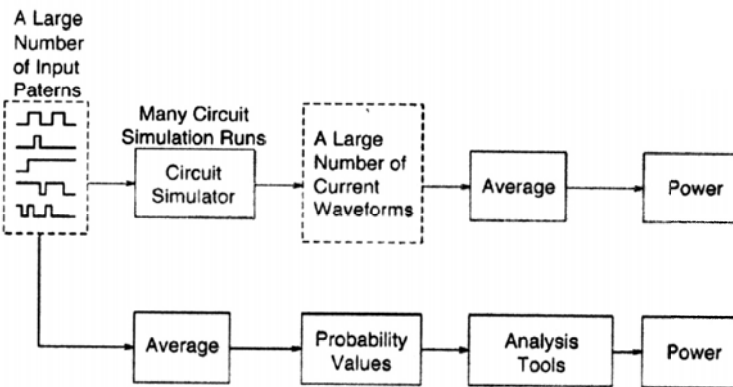 A Large
Number
of Input
Paterns
Many Circuit
Simulation Runs
Circuit
Simulator
A Large
Number of
Current
Waveforms
Average
Power
Average
Probability
Values
Analysis
Tools
Power